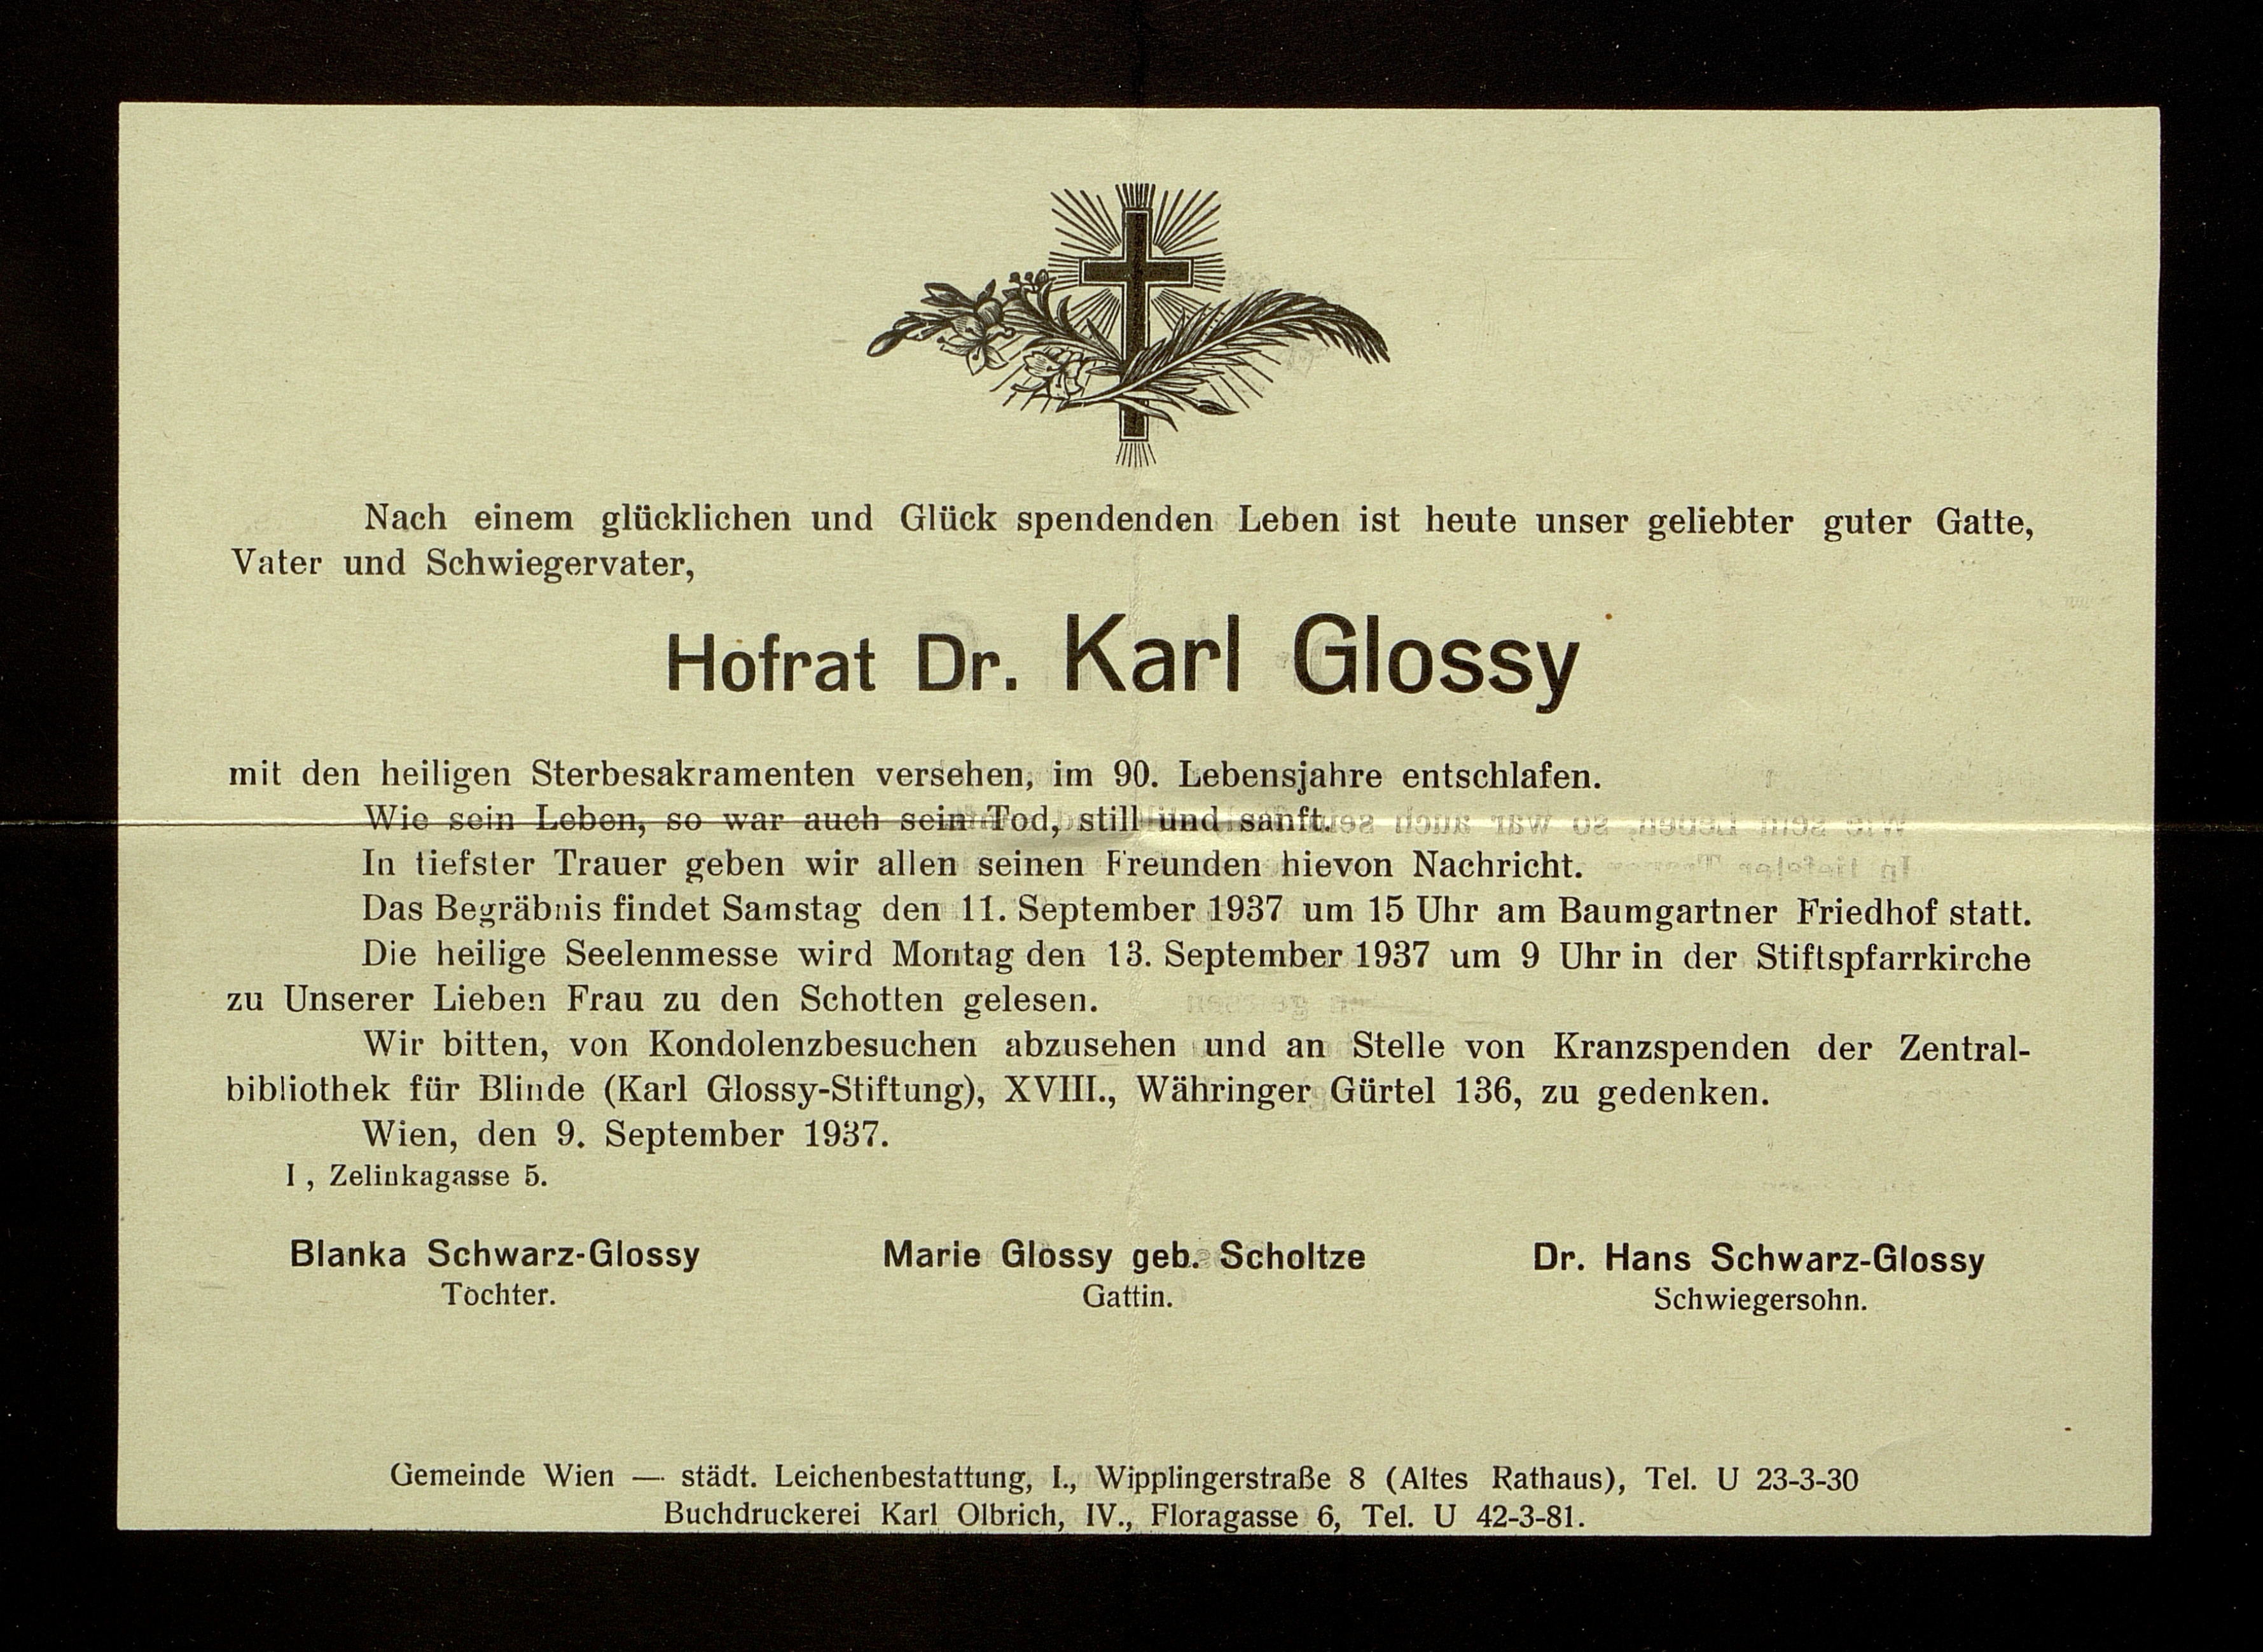 Nach einem glücklichen und Glück spendenden Leben ist heute unser geliebter guter Gatte,
Vater und Schwiegervater,
Hofrat Dr. Karl Glossy
mit den heiligen Sterbesakramenten versehen, im 90. Lebensjahre entschlafen.
Wie sein Leben, so war auch sein Tod, still und sanft.
In tiefster Trauer geben wir allen seinen Freunden hievon Nachricht.
Das Begräbnis findet Samstag den 11. September 1937 um 15 Uhr am Baumgartner Friedhof statt.
Die heilige Seelenmesse wird Montag den 13. September 1937 um 9 Uhr in der Stiftspfarrkirche
zu Unserer Lieben Frau zu den Schotten gelesen.
Wir bitten, von Kondolenzbesuchen abzusehen und an Stelle von Kranzspenden der Zentral-
bibliothek für Blinde (Karl Glossy-Stiftung), XVIII., Währinger Gürtel 136, zu gedenken.
Wien, den 9. September 1937.
I , Zelinkagasse 5.
Blanka Schwarz-Glossy Marie Glossy geb. Scholtze Dr. Hans Schwarz-Glossy
Tochter. Gattin. Schwiegersohn.
Gemeinde Wien — städt. Leichenbestattung, I., Wipplingerstraße 8 (Altes Rathaus), Tel. U 23-3-30
Buchdruckerei Karl Olbrich, IV., Floragasse 6, Tel. U 42-3-81.